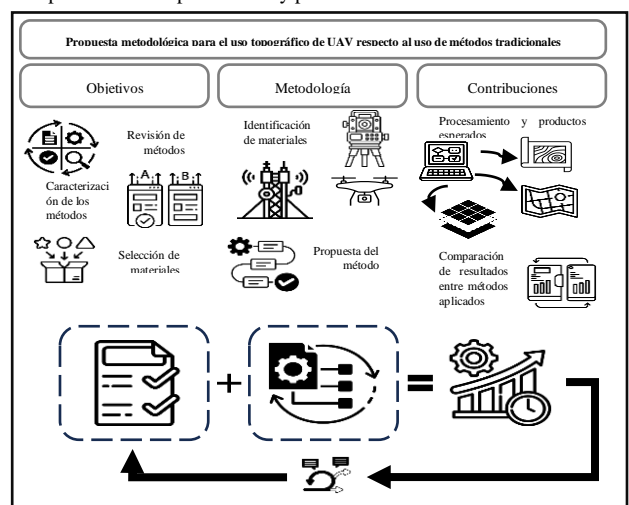 Propuesta metodológica para el uso topográfico de UAV respecto al uso de métodos tradicionales
Objetivos
Metodología
Contribuciones
Revisión de
métodos
Caracterizaci
ón de los
métodos
A
B
Selección de
materiales
Identificación
de materiales
Propuesta del
método
Procesamiento y productos
esperados
Comparación
de resultados
entre métodos
aplicados
+
=